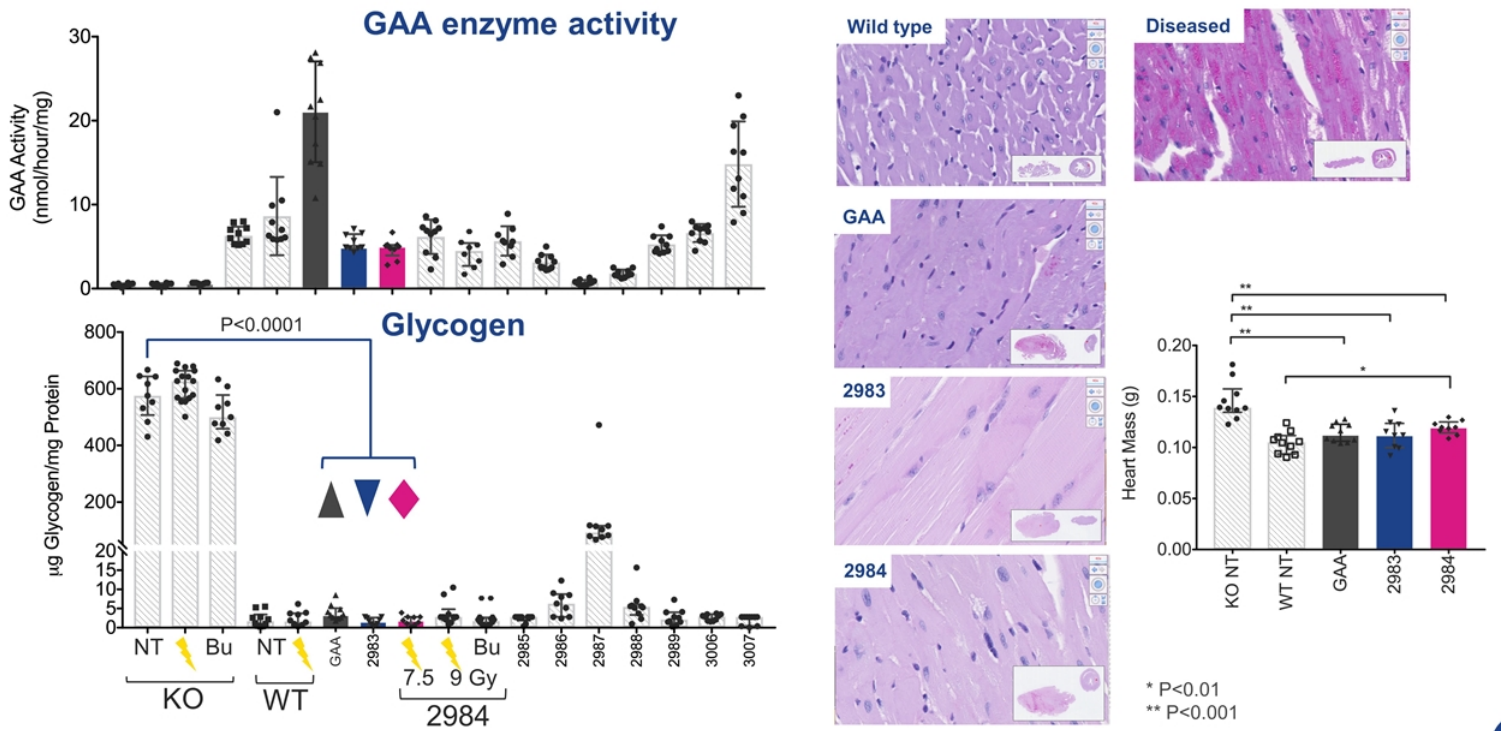 GAA enzyme activity
GAA Activity
(nmol/hour/mg)
30
20
10
0
Glycogen
P<0.0001
µg Glycogen/mg Protein
800
600
400
200
20
15
10
5
0
NT Bu NT GAA 2983 Bu 2985 2986 2987 2988 2989 3006 3007
7.5 9 Gy
KO WT 2984
Wild type
Diseased
GAA
2983
2984
Heart Mass (g)
0.20
0.15
0.10
0.05
0.00
**
**
**
*
KO NT
WT NT
GAA
2983
2984
* P<0.01
** P<0.001